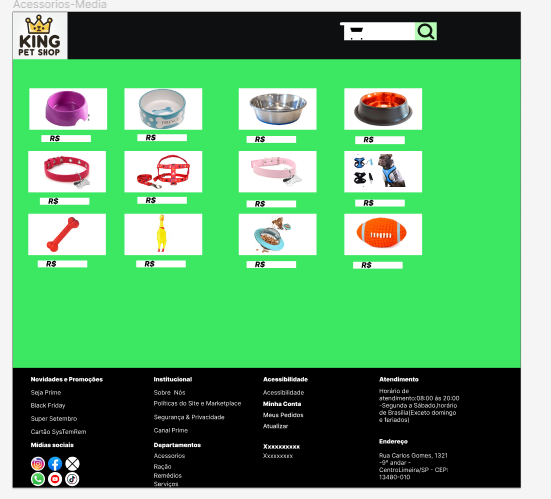 Acessorios-Media
KING
PET SHOP
R$ R$ R$ R$
R$ R$ R$ R$
R$ R$ R$ R$
Novidades e Promoções
Seja Prime
Black Friday
Super Setembro
Cartão SysTemRem
Mídias sociais
Institucional
Sobre Nós
Políticas do Site e Marketplace
Segurança & Privacidade
Canal Prime
Departamentos
Acessorios
Ração
Remédios
Serviços
Acessibilidade
Acessibilidade
Minha Conta
Meus Pedidos
Atualizar
Xxxxxxxxxx
Xxxxxxxxx
Atendimento
Horário de
atendimento:08:00 às 20:00
-Segunda a Sábado,horário
de Brasília(Exceto domingo
e feriados)
Endereço
Rua Carlos Gomes, 1321
-9° andar -
CentroLimeira/SP - CEP:
13480-010